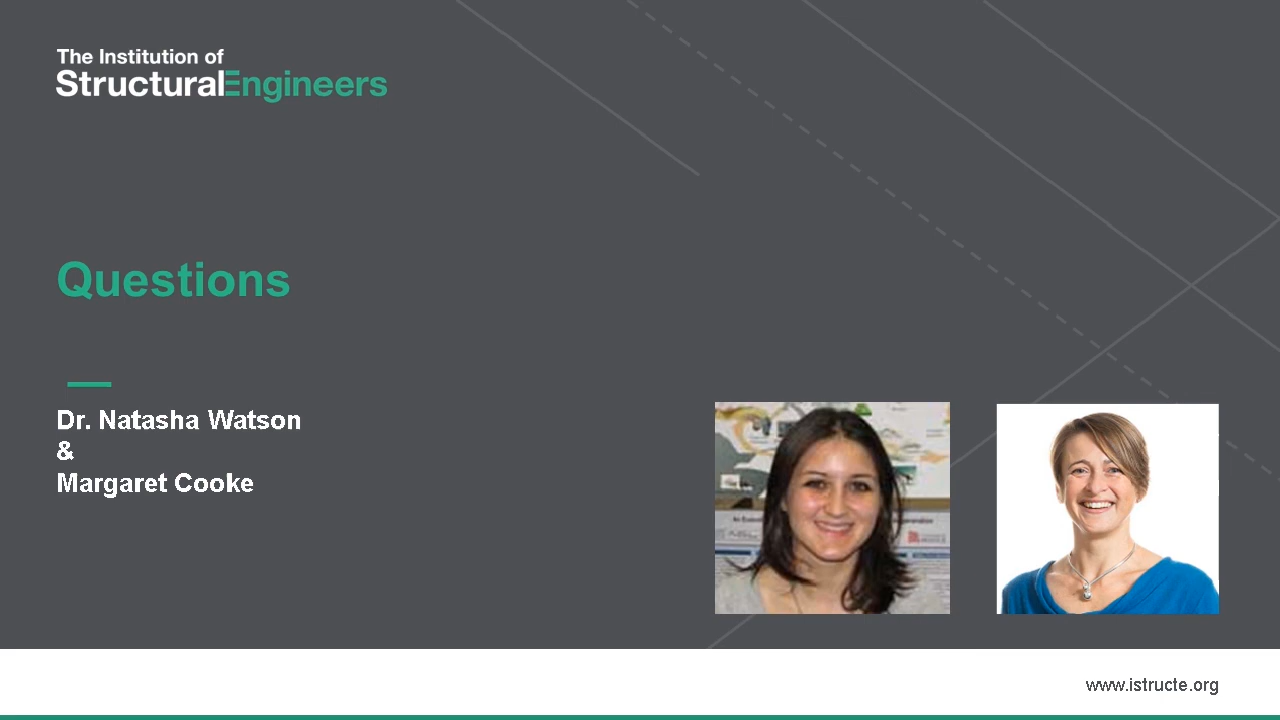 The Institution of
StructuralEngineers
Questions
Dr. Natasha Watson
&
Margaret Cooke
www.istructe.org